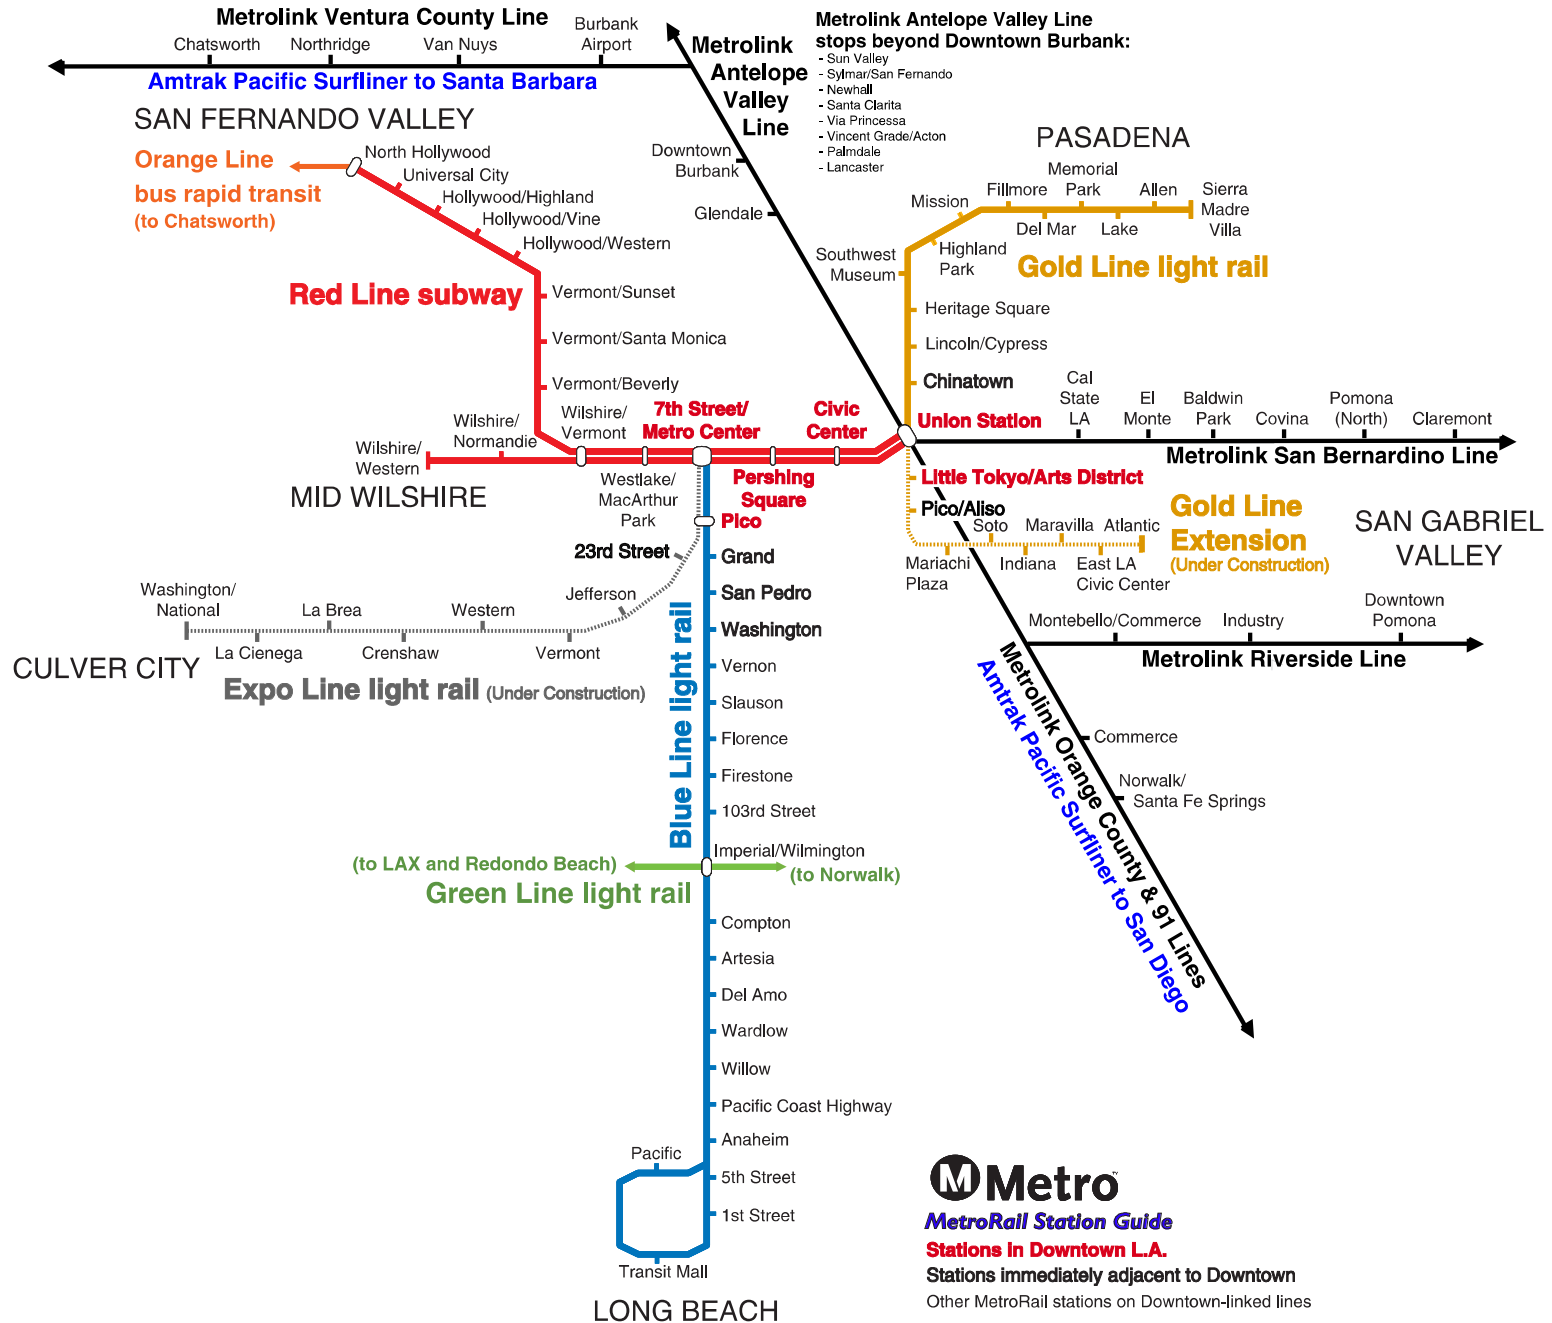 Metrolink Ventura County Line
Chatsworth
Northridge
Van Nuys
Burbank
Airport
Amtrak Pacific Surfliner to Santa Barbara
SAN FERNANDO VALLEY
Metrolink
Antelope
Valley
Line
Metrolink Antelope Valley Line
stops beyond Downtown Burbank:
- Sun Valley
- Sylmar/San Fernando
- Newhall
- Santa Clarita
- Via Princessa
- Vincent Grade/Acton
- Palmdale
- Lancaster
Downtown
Burbank
Glendale
Orange Line
bus rapid transit
(to Chatsworth)
North Hollywood
Universal City
Hollywood/Highland
Hollywood/Vine
Hollywood/Western
Red Line subway
Vermont/Sunset
Vermont/Santa Monica
Vermont/Beverly
Wilshire/
Vermont
Wilshire/
Normandie
Wilshire/
Western
MID WILSHIRE
7th Street/
Metro Center
Civic
Center
Westlake/
MacArthur
Park
Pershing
Square
PASADENA
Mission
Fillmore
Memorial
Park
Allen
Sierra
Madre
Villa
Del Mar
Lake
Highland
Park
Southwest
Museum
Gold Line light rail
Heritage Square
Lincoln/Cypress
Chinatown
Union Station
Cal
State
LA
El
Monte
Baldwin
Park
Covina
Pomona
(North)
Claremont
Metrolink San Bernardino Line
Little Tokyo/Arts District
Pico/Aliso
Soto
Maravilla
Atlantic
Mariachi
Plaza
Indiana
East LA
Civic Center
Gold Line
Extension
(Under Construction)
SAN GABRIEL
VALLEY
Montebello/Commerce
Industry
Downtown
Pomona
Metrolink Riverside Line
Metrolink Orange County & 91 Lines
Amtrak Pacific Surfliner to San Diego
Commerce
Norwalk/
Santa Fe Springs
Pico
23rd Street
Jefferson
Washington/
National
La Brea
Western
La Cienega
Crenshaw
Vermont
CULVER CITY
Expo Line light rail (Under Construction)
Blue Line light rail
Grand
San Pedro
Washington
Vernon
Slauson
Florence
Firestone
103rd Street
Imperial/Wilmington
(to LAX and Redondo Beach)
(to Norwalk)
Green Line light rail
Compton
Artesia
Del Amo
Wardlow
Willow
Pacific Coast Highway
Anaheim
Pacific
5th Street
1st Street
Transit Mall
LONG BEACH
M Metro
MetroRail Station Guide
Stations in Downtown L.A.
Stations immediately adjacent to Downtown
Other MetroRail stations on Downtown-linked lines